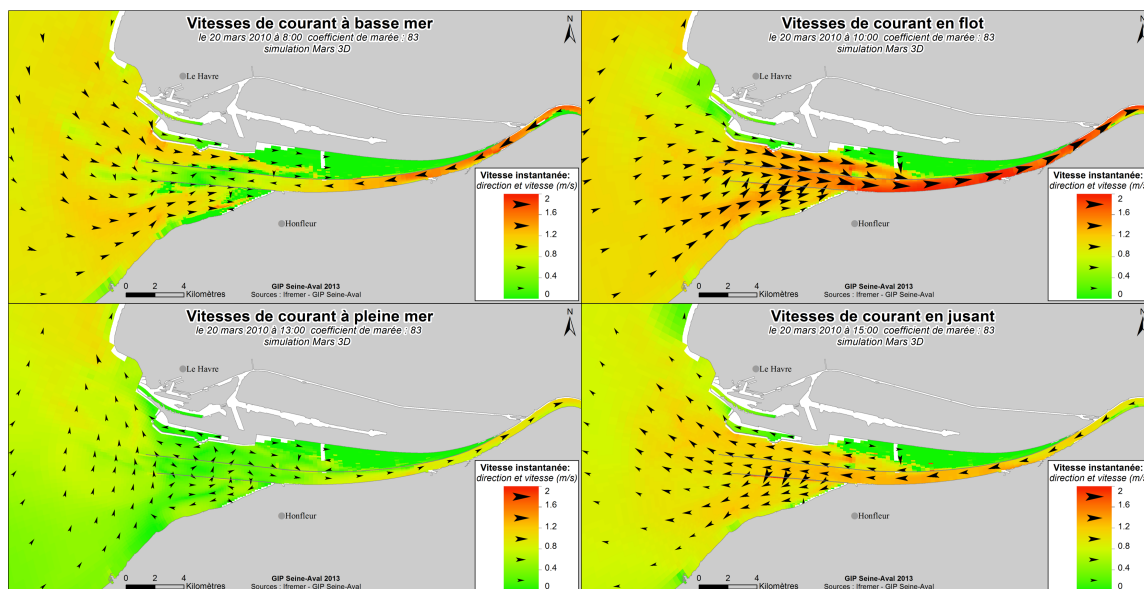 Vitesses de courant à basse mer
le 20 mars 2010 à 8:00 coefficient de marée : 83
simulation Mars 3D
N
Le Havre
Honfleur
Vitesse instantanée:
direction et vitesse (m/s)
2
1.6
1.2
0.8
0.4
0
0 2 4
Kilomètres
GIP Seine-Aval 2013
Sources : Ifremer - GIP Seine-Aval
Vitesses de courant en flot
le 20 mars 2010 à 10:00 coefficient de marée : 83
simulation Mars 3D
N
Le Havre
Honfleur
Vitesse instantanée:
direction et vitesse (m/s)
2
1.6
1.2
0.8
0.4
0
0 2 4
Kilomètres
GIP Seine-Aval 2013
Sources : Ifremer - GIP Seine-Aval
Vitesses de courant à pleine mer
le 20 mars 2010 à 13:00 coefficient de marée : 83
simulation Mars 3D
N
Le Havre
Honfleur
Vitesse instantanée:
direction et vitesse (m/s)
2
1.6
1.2
0.8
0.4
0
0 2 4
Kilomètres
GIP Seine-Aval 2013
Sources : Ifremer - GIP Seine-Aval
Vitesses de courant en jusant
le 20 mars 2010 à 15:00 coefficient de marée : 83
simulation Mars 3D
N
Le Havre
Honfleur
Vitesse instantanée:
direction et vitesse (m/s)
2
1.6
1.2
0.8
0.4
0
0 2 4
Kilomètres
GIP Seine-Aval 2013
Sources : Ifremer - GIP Seine-Aval